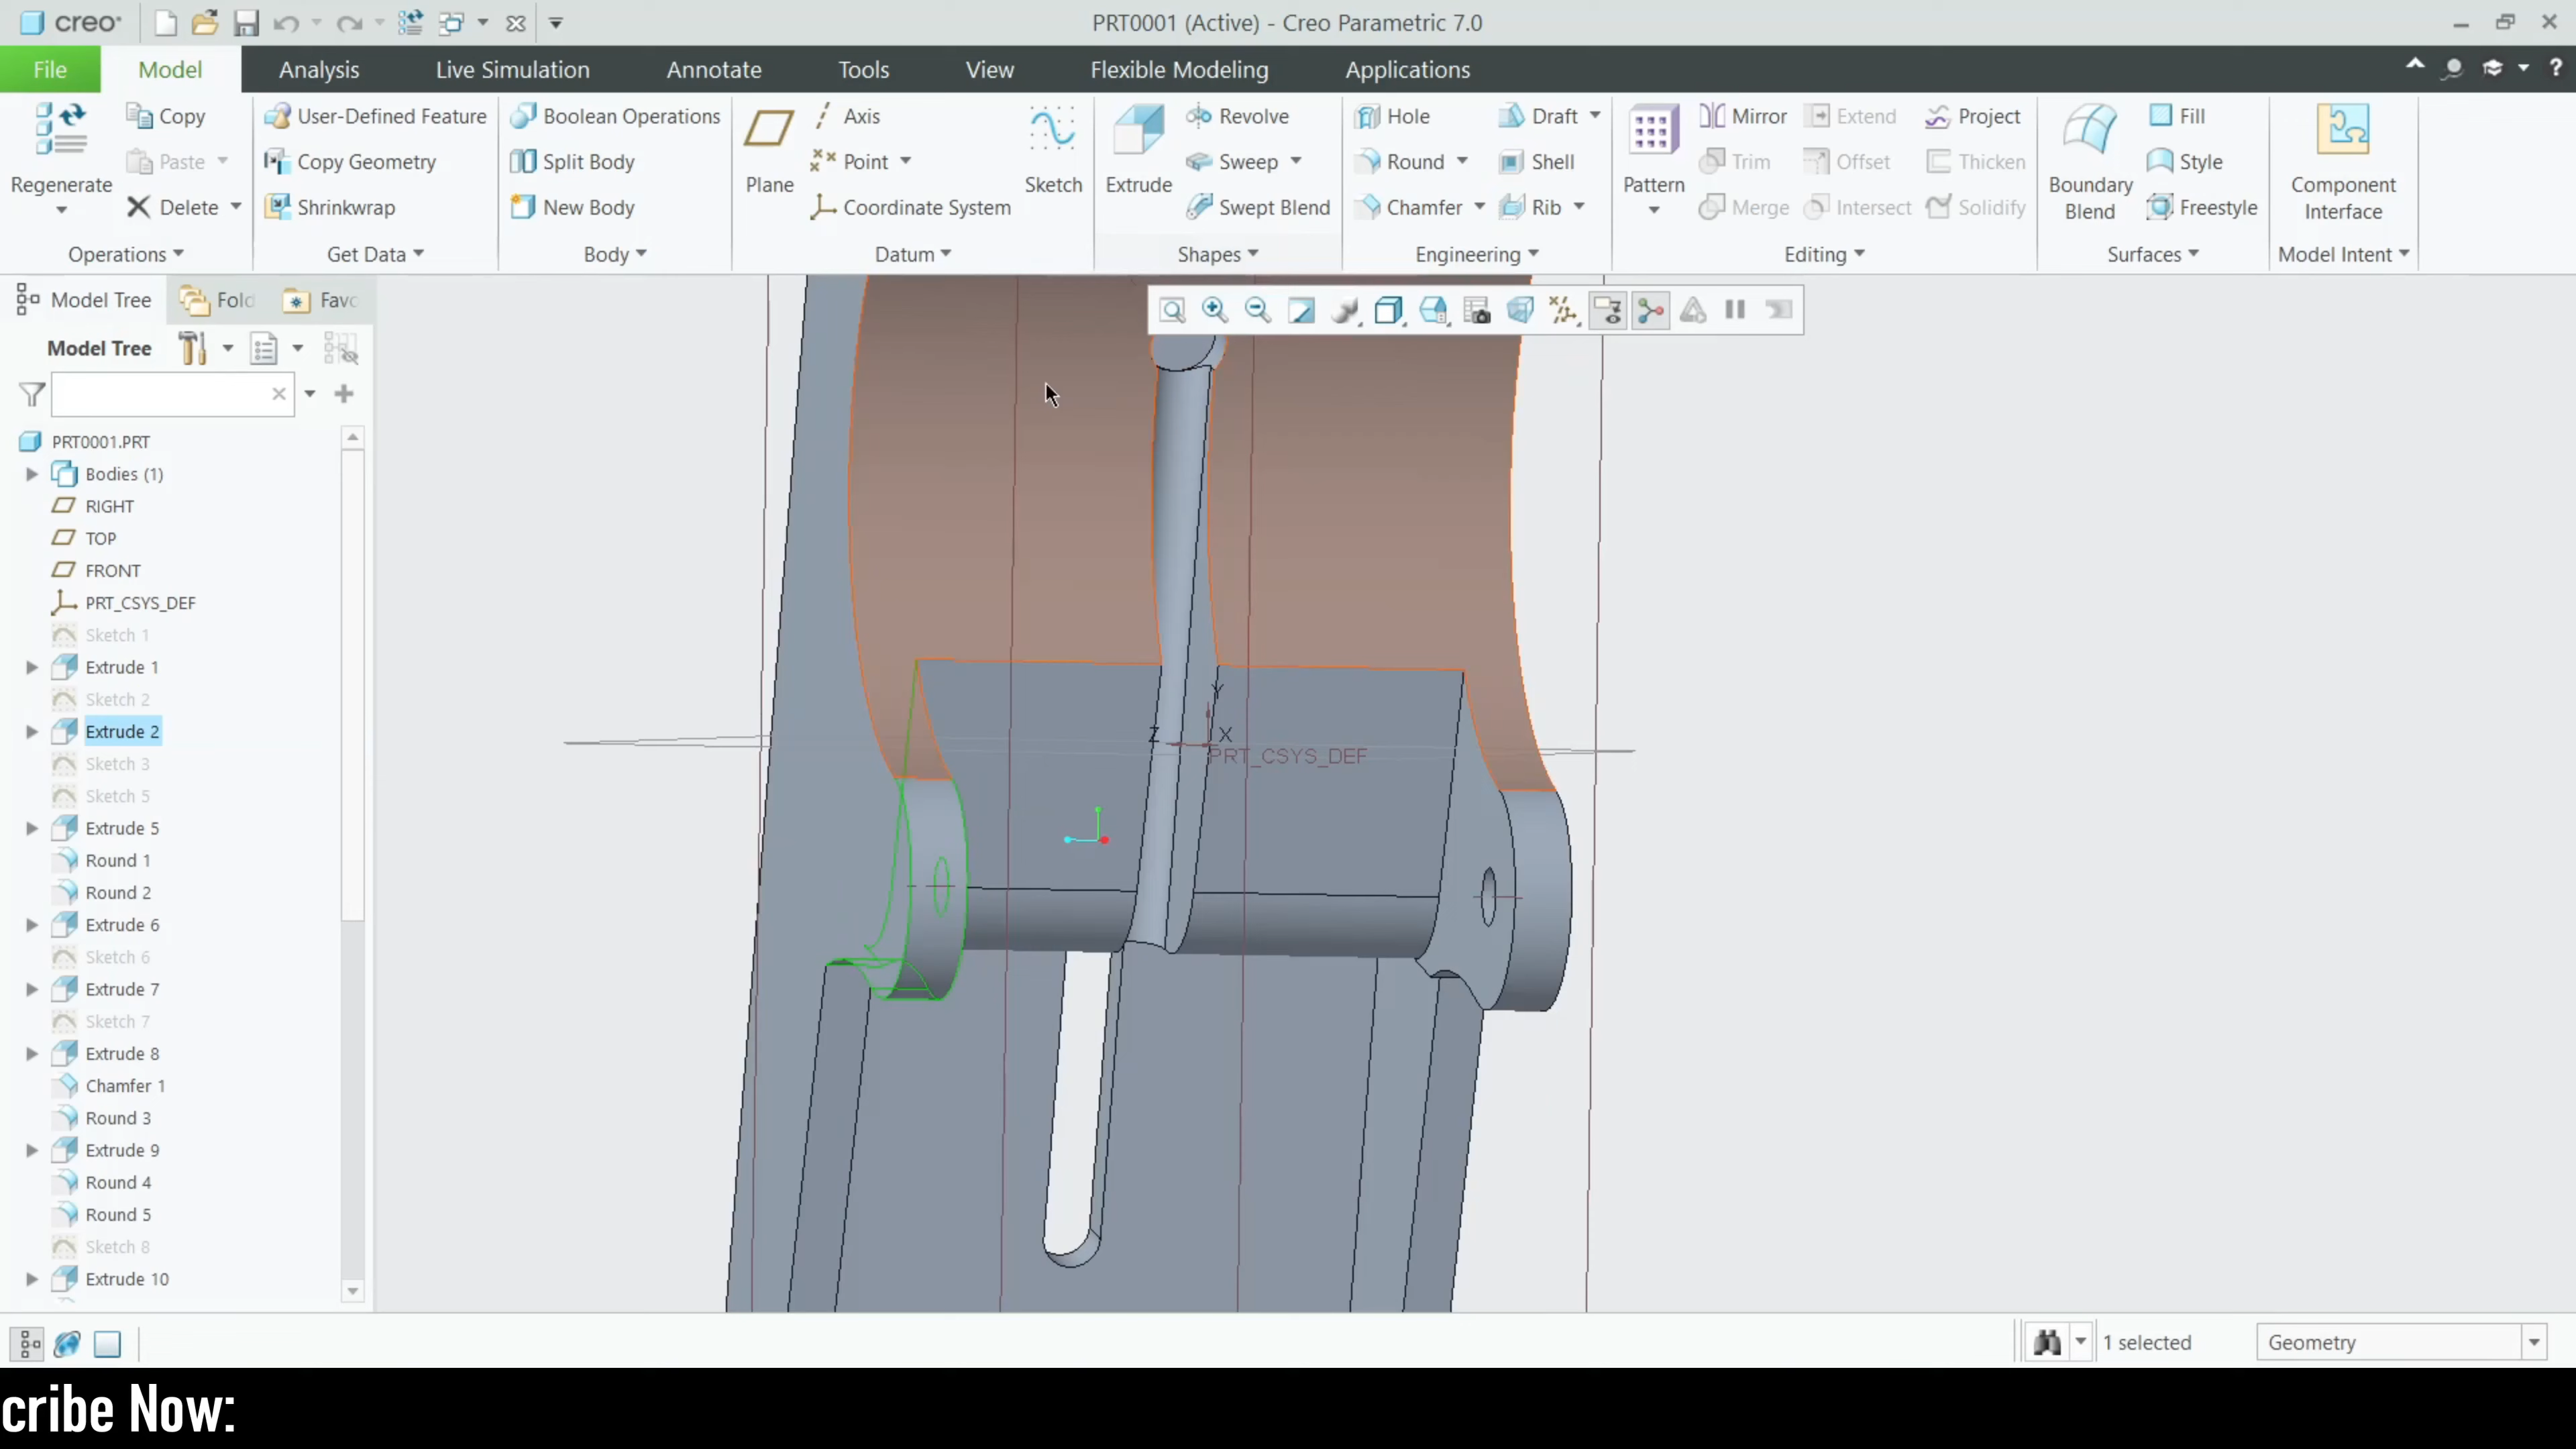 creo
PRT0001 (Active) - Creo Parametric 7.0
File Model Analysis Live Simulation Annotate Tools View Flexible Modeling Applications
Regenerate Copy Paste Delete Operations
User-Defined Feature Copy Geometry Shrinkwrap Get Data
Boolean Operations Split Body New Body Body
Plane Axis Point Coordinate System Sketch Datum
Extrude Revolve Sweep Swept Blend Shapes
Hole Draft Round Shell Chamfer Rib Engineering
Pattern Mirror Extend Project Trim Offset Thicken Merge Intersect Solidify Editing
Boundary Blend Fill Style Freestyle Surfaces
Component Interface Model Intent
Model Tree Fold Favo
Model Tree
PRT0001.PRT
Bodies (1)
RIGHT
TOP
FRONT
PRT_CSYS_DEF
Sketch 1
Extrude 1
Sketch 2
Extrude 2
Sketch 3
Sketch 5
Extrude 5
Round 1
Round 2
Extrude 6
Sketch 6
Extrude 7
Sketch 7
Extrude 8
Chamfer 1
Round 3
Extrude 9
Round 4
Round 5
Sketch 8
Extrude 10
Y
Z X
PRT_CSYS_DEF
1 selected Geometry
cribe Now: